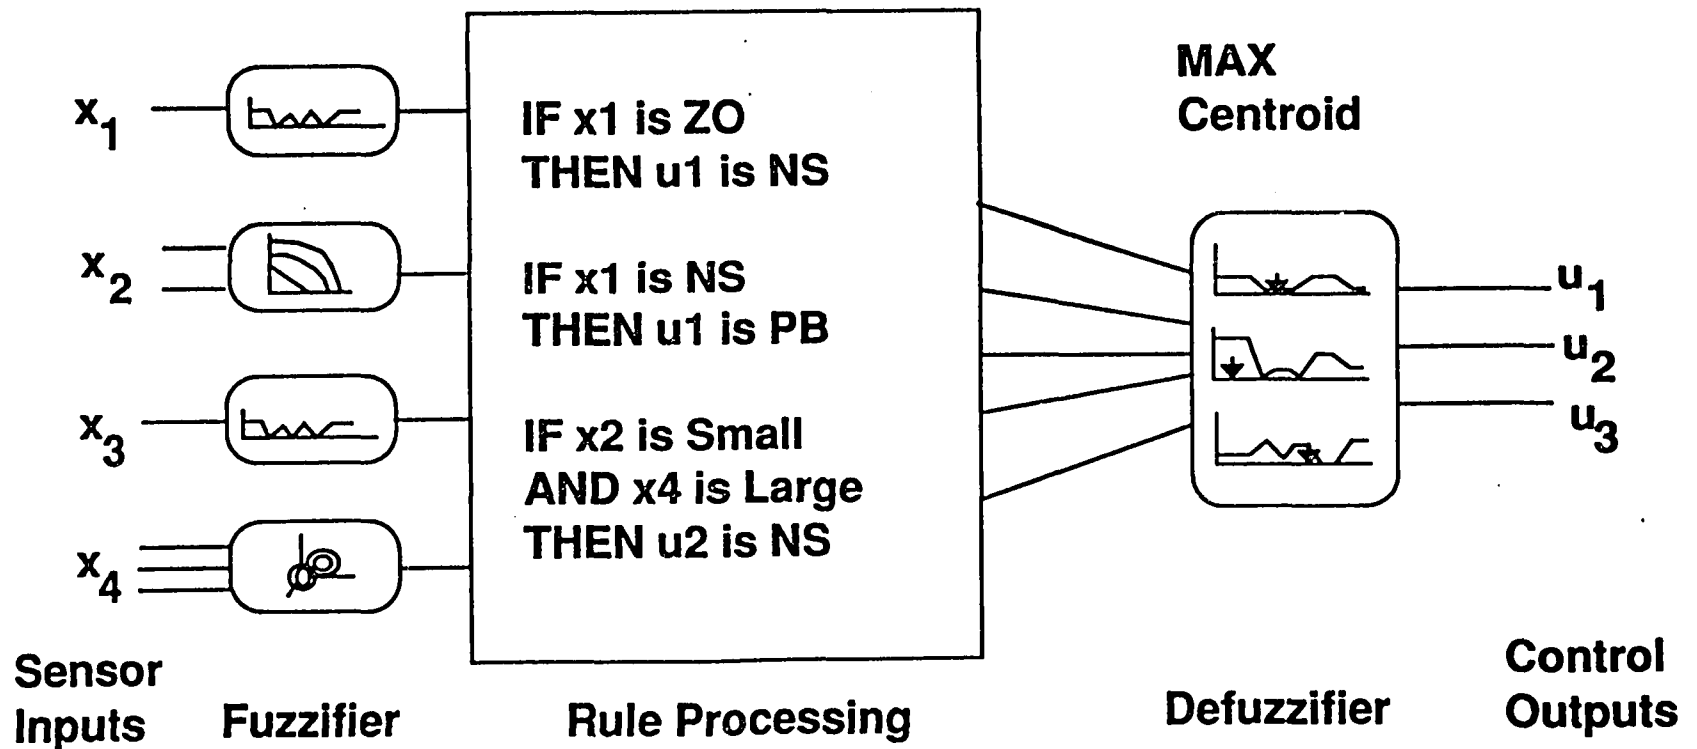 x1
x2
x3
x4
Sensor
Inputs
Fuzzifier
IF x1 is ZO
THEN u1 is NS
IF x1 is NS
THEN u1 is PB
IF x2 is Small
AND x4 is Large
THEN u2 is NS
Rule Processing
MAX
Centroid
Defuzzifier
u1
u2
u3
Control
Outputs